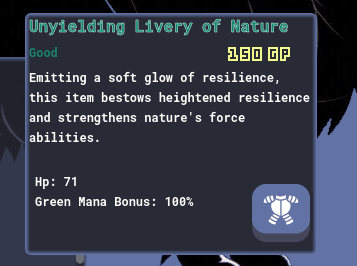 Unyielding Livery of Nature
Good
150 GP
Emitting a soft glow of resilience,
this item bestows heightened resilience
and strengthens nature's force
abilities.
Hp: 71
Green Mana Bonus: 100%